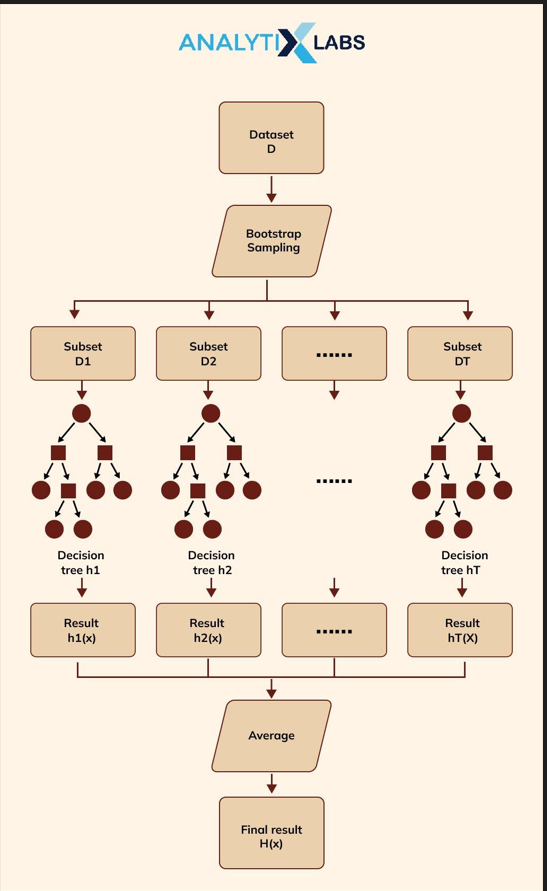 ANALYTIX LABS
Dataset
D
Bootstrap
Sampling
Subset
D1
Subset
D2
......
Subset
DT
......
Decision
tree h1
Decision
tree h2
Decision
tree hT
Result
h1(x)
Result
h2(x)
......
Result
hT(X)
Average
Final result
H(x)